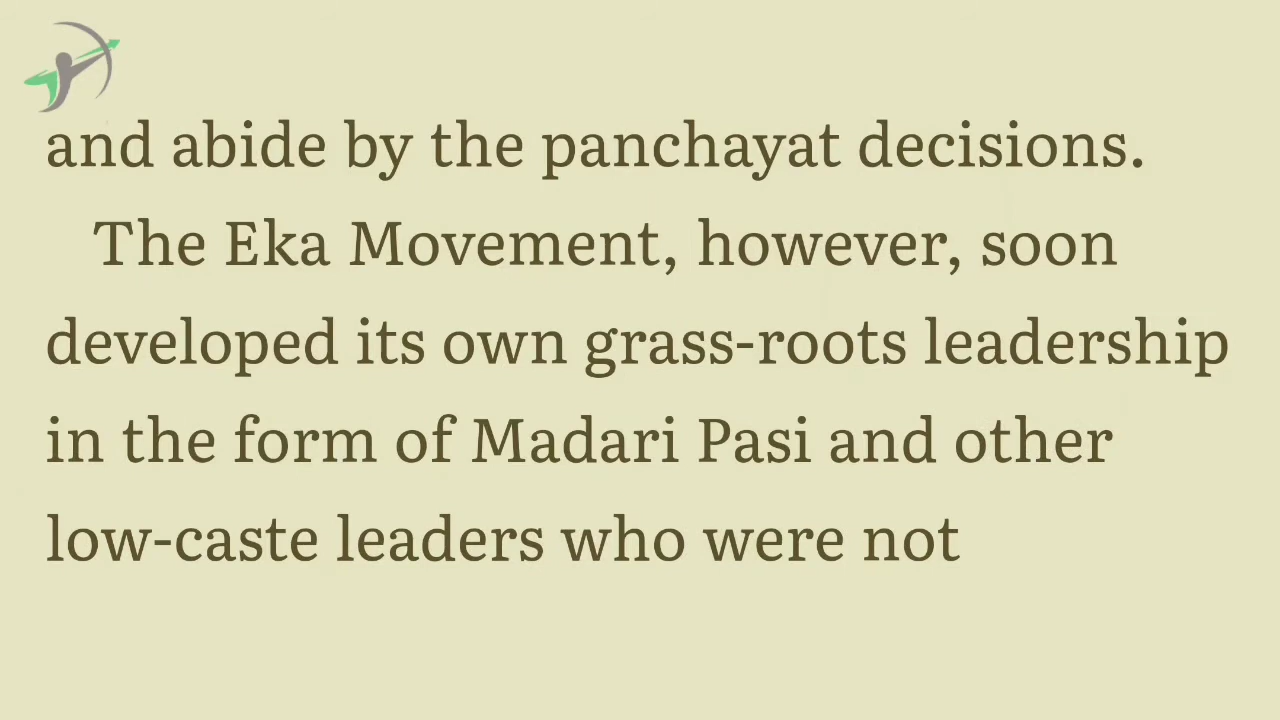 and abide by the panchayat decisions.
The Eka Movement, however, soon
developed its own grass-roots leadership
in the form of Madari Pasi and other
low-caste leaders who were not